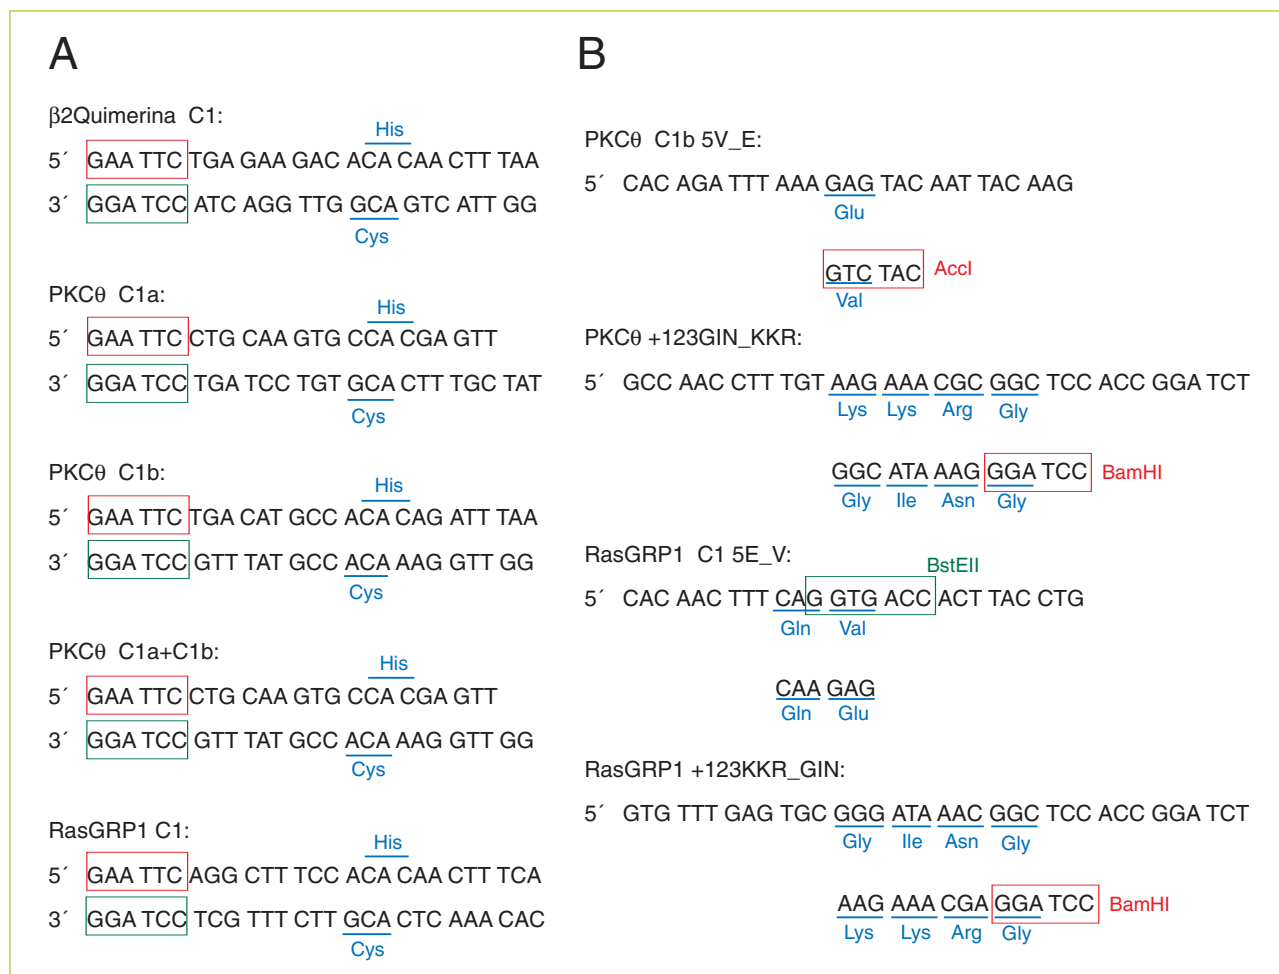 A
β2Quimerina C1:
His
5´ GAA TTC TGA GAA GAC ACA CAA CTT TAA
3´ GGA TCC ATC AGG TTG GCA GTC ATT GG
Cys
PKCθ C1a:
His
5´ GAA TTC CTG CAA GTG CCA CGA GTT
3´ GGA TCC TGA TCC TGT GCA CTT TGC TAT
Cys
PKCθ C1b:
His
5´ GAA TTC TGA CAT GCC ACA CAG ATT TAA
3´ GGA TCC GTT TAT GCC ACA AAG GTT GG
Cys
PKCθ C1a+C1b:
His
5´ GAA TTC CTG CAA GTG CCA CGA GTT
3´ GGA TCC GTT TAT GCC ACA AAG GTT GG
Cys
RasGRP1 C1:
His
5´ GAA TTC AGG CTT TCC ACA CAA CTT TCA
3´ GGA TCC TCG TTT CTT GCA CTC AAA CAC
Cys
B
PKCθ C1b 5V_E:
5´ CAC AGA TTT AAA GAG TAC AAT TAC AAG
Glu
GTC TAC AccI
Val
PKCθ +123GIN_KKR:
5´ GCC AAC CTT TGT AAG AAA CGC GGC TCC ACC GGA TCT
Lys Lys Arg Gly
GGC ATA AAG GGA TCC BamHI
Gly Ile Asn Gly
RasGRP1 C1 5E_V:
BstEII
5´ CAC AAC TTT CAG GTG ACC ACT TAC CTG
Gln Val
CAA GAG
Gln Glu
RasGRP1 +123KKR_GIN:
5´ GTG TTT GAG TGC GGG ATA AAC GGC TCC ACC GGA TCT
Gly Ile Asn Gly
AAG AAA CGA GGA TCC BamHI
Lys Lys Arg Gly